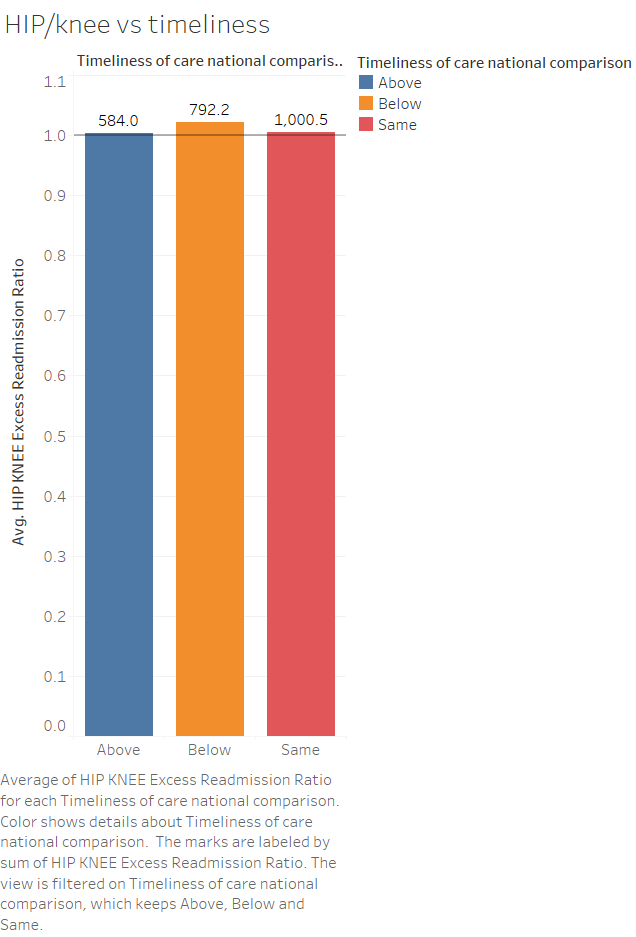 HIP/knee vs timeliness
Timeliness of care national comparis..
Timeliness of care national comparison
Above
Below
Same
1.1
1.0
0.9
0.8
0.7
0.6
0.5
0.4
0.3
0.2
0.1
0.0
Avg. HIP KNEE Excess Readmission Ratio
584.0
792.2
1,000.5
Above
Below
Same
Average of HIP KNEE Excess Readmission Ratio
for each Timeliness of care national comparison.
Color shows details about Timeliness of care
national comparison.  The marks are labeled by
sum of HIP KNEE Excess Readmission Ratio. The
view is filtered on Timeliness of care national
comparison, which keeps Above, Below and
Same.